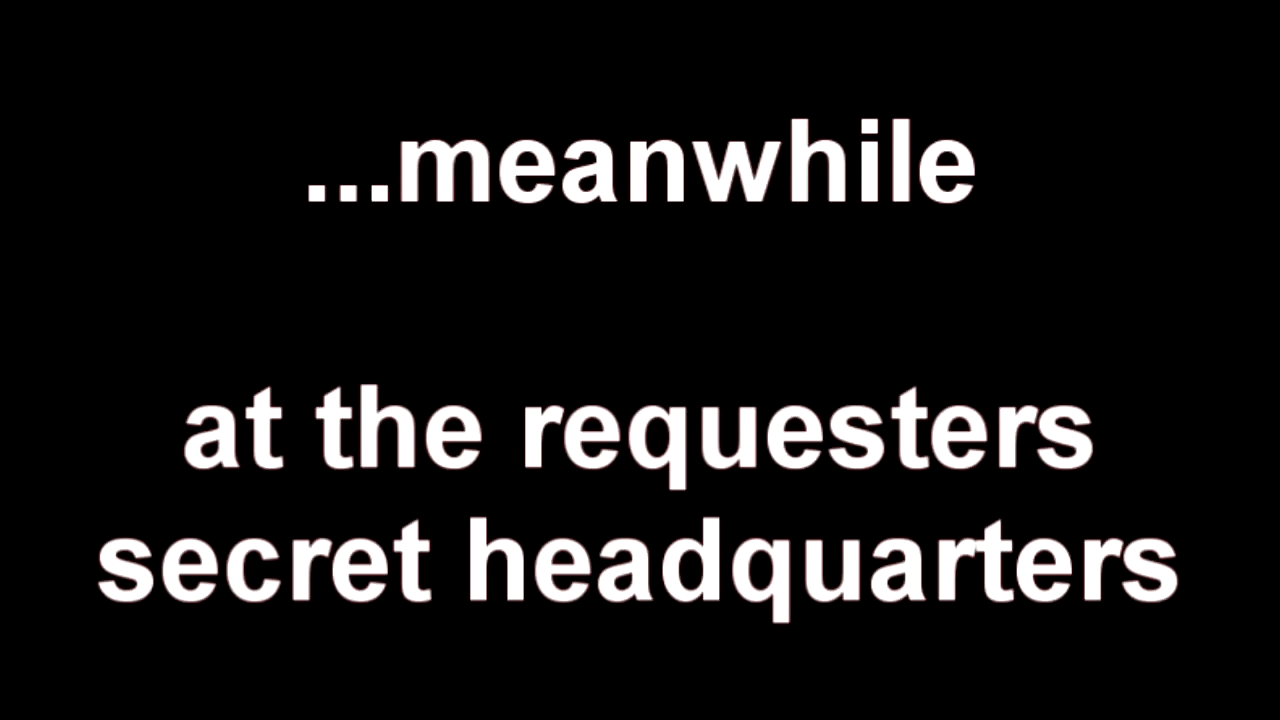 ...meanwhile
at the requesters
secret headquarters